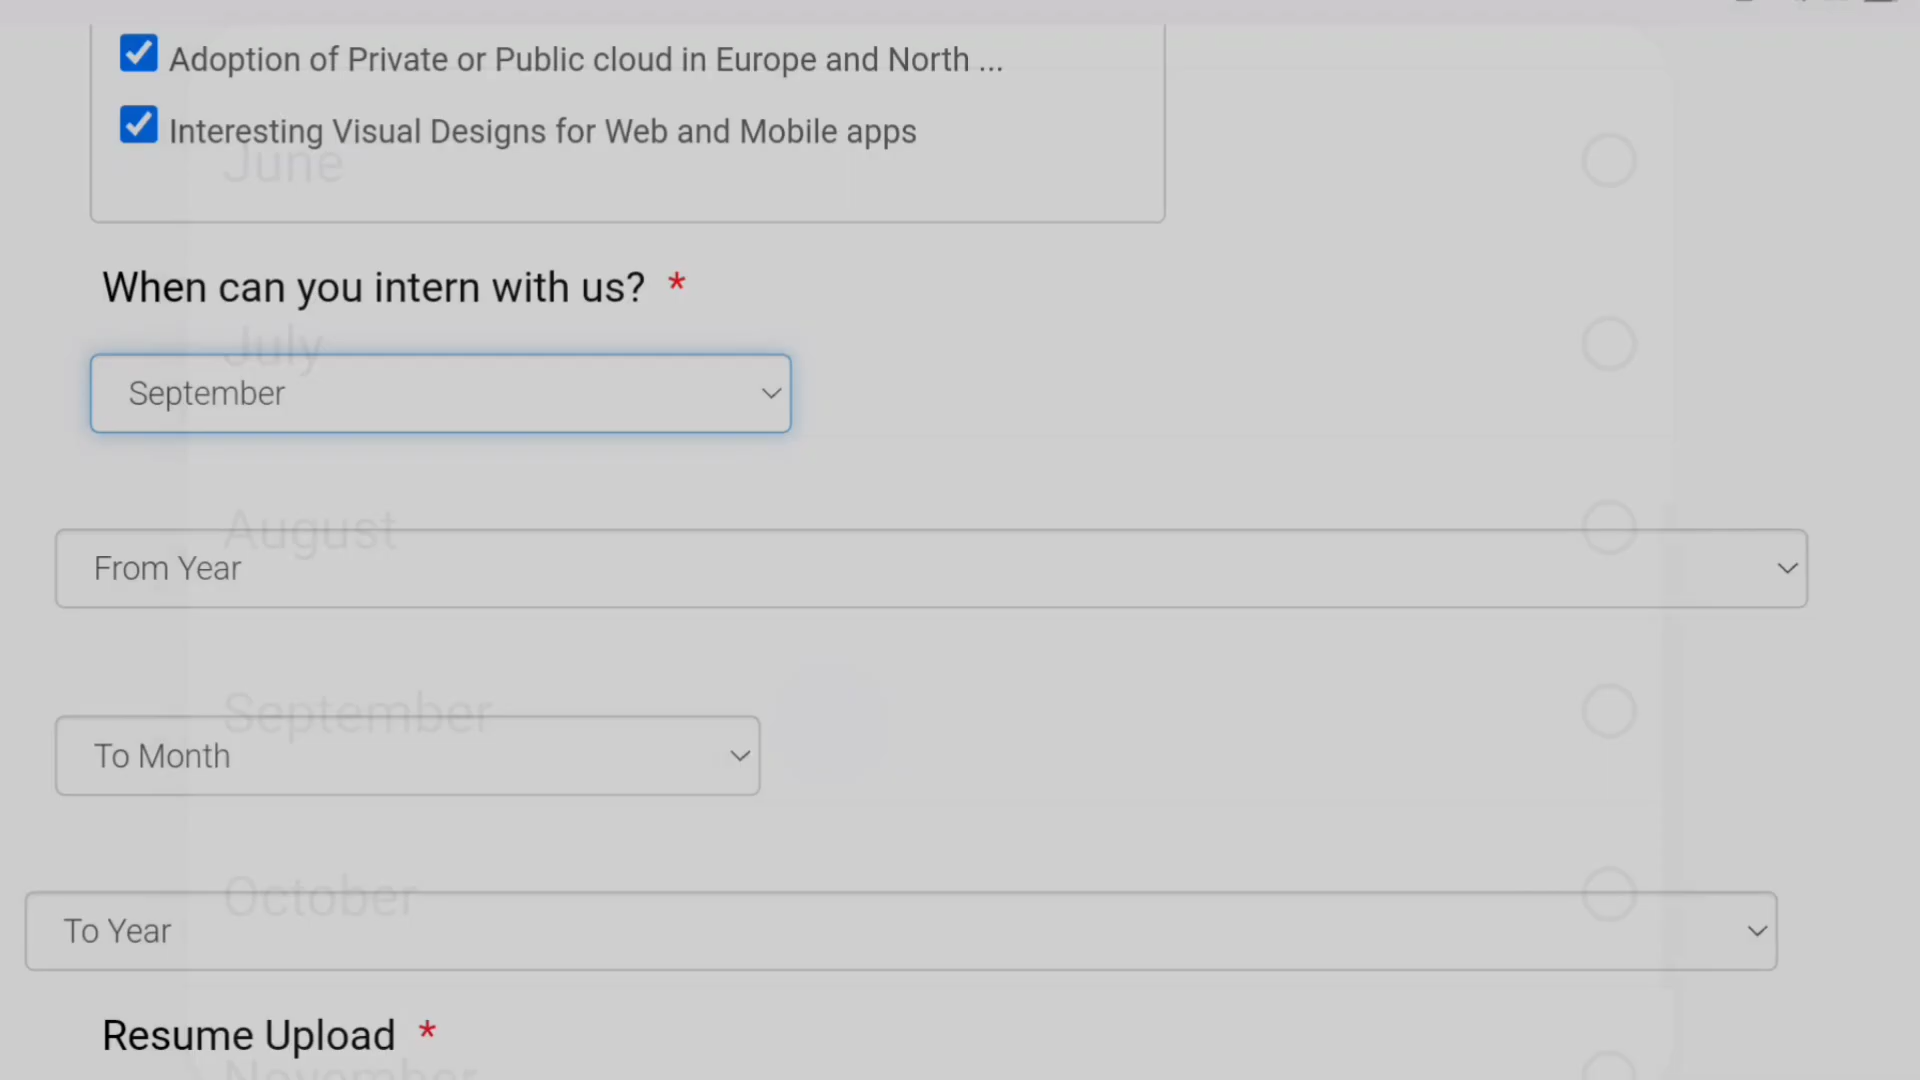 Adoption of Private or Public cloud in Europe and North ...
Interesting Visual Designs for Web and Mobile apps
June
When can you intern with us? *
July
September
August
From Year
September
To Month
October
To Year
Resume Upload *
November